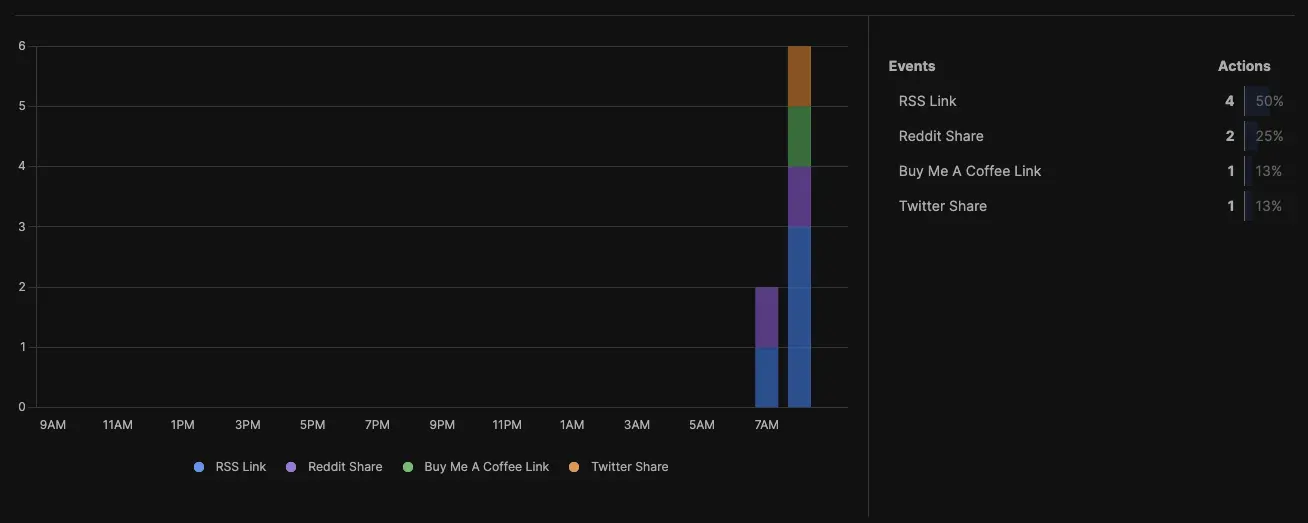 6
5
4
3
2
1
0
9AM 11AM 1PM 3PM 5PM 7PM 9PM 11PM 1AM 3AM 5AM 7AM
RSS Link Reddit Share Buy Me A Coffee Link Twitter Share
Events Actions
RSS Link 4 50%
Reddit Share 2 25%
Buy Me A Coffee Link 1 13%
Twitter Share 1 13%